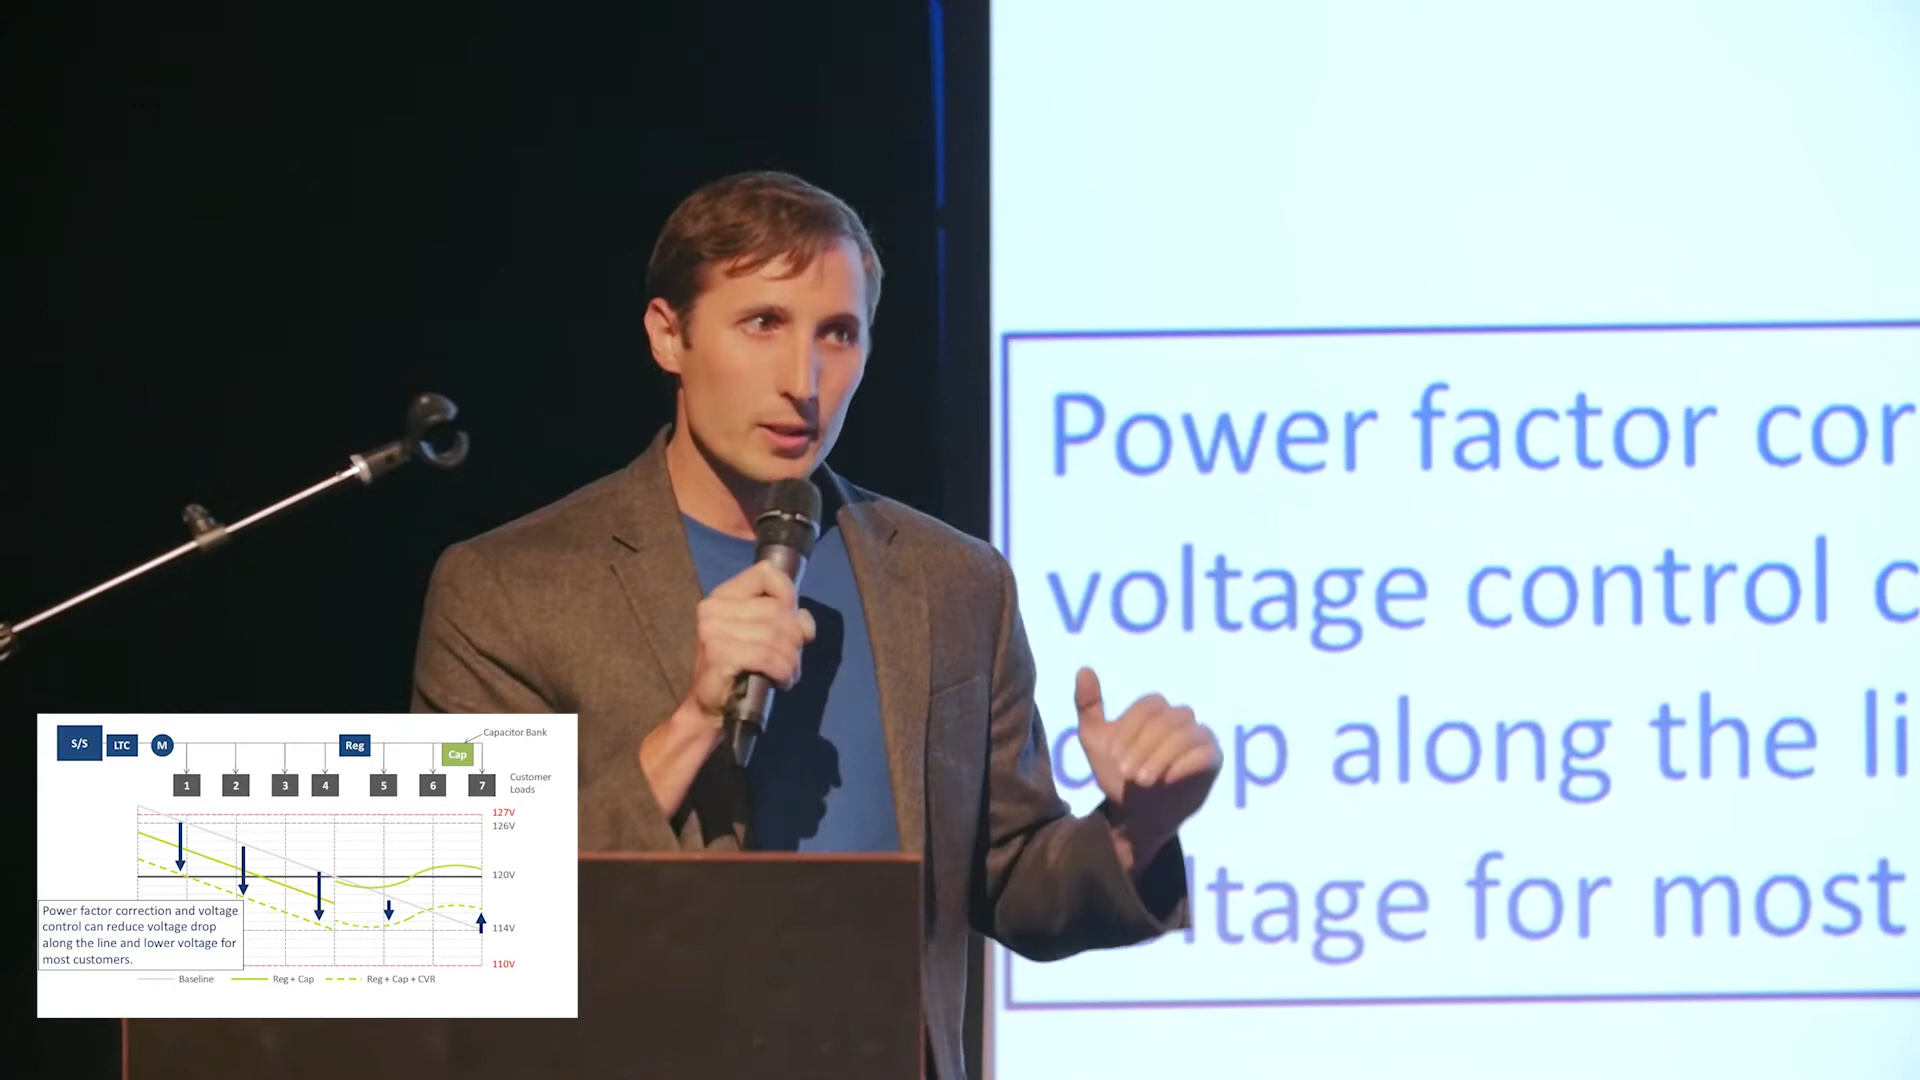 Power factor cor
voltage control c
p along the li
ltage for most
Capacitor Bank
S/S LTC M Reg Cap
1 2 3 4 5 6 7
Customer
Loads
127V
126V
120V
114V
110V
Power factor correction and voltage
control can reduce voltage drop
along the line and lower voltage for
most customers.
Baseline Reg + Cap Reg + Cap + CVR